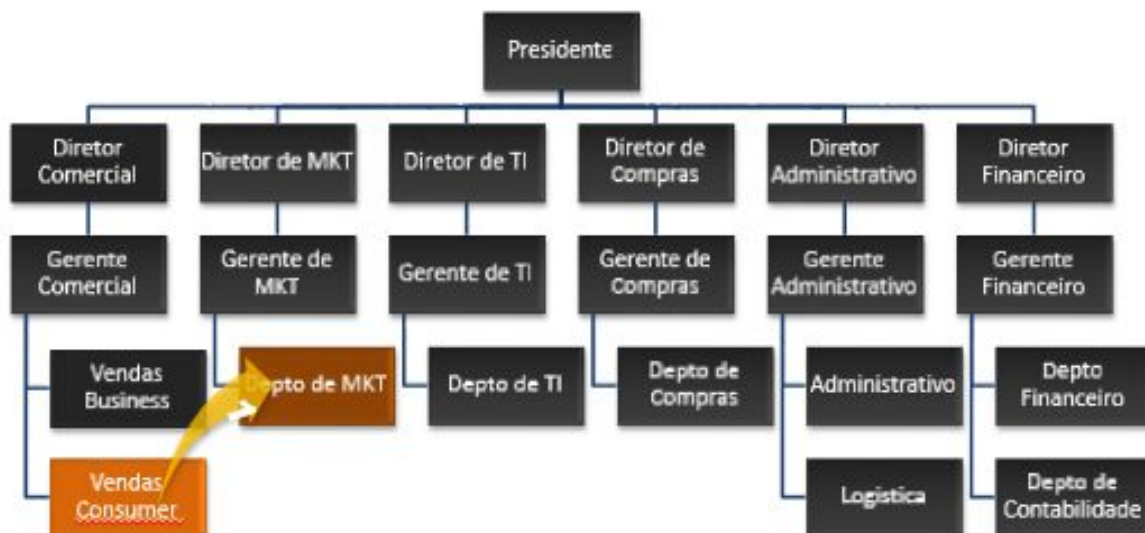 Presidente
Diretor
Comercial
Diretor de MKT
Diretor de TI
Diretor de
Compras
Diretor
Administrativo
Diretor
Financeiro
Gerente
Comercial
Gerente de
MKT
Gerente de TI
Gerente de
Compras
Gerente
Administrativo
Gerente
Financeiro
Vendas
Business
Depto de MKT
Depto de TI
Depto de
Compras
Administrativo
Depto
Financeiro
Vendas
Consumer
Logistica
Depto de
Contabilidade